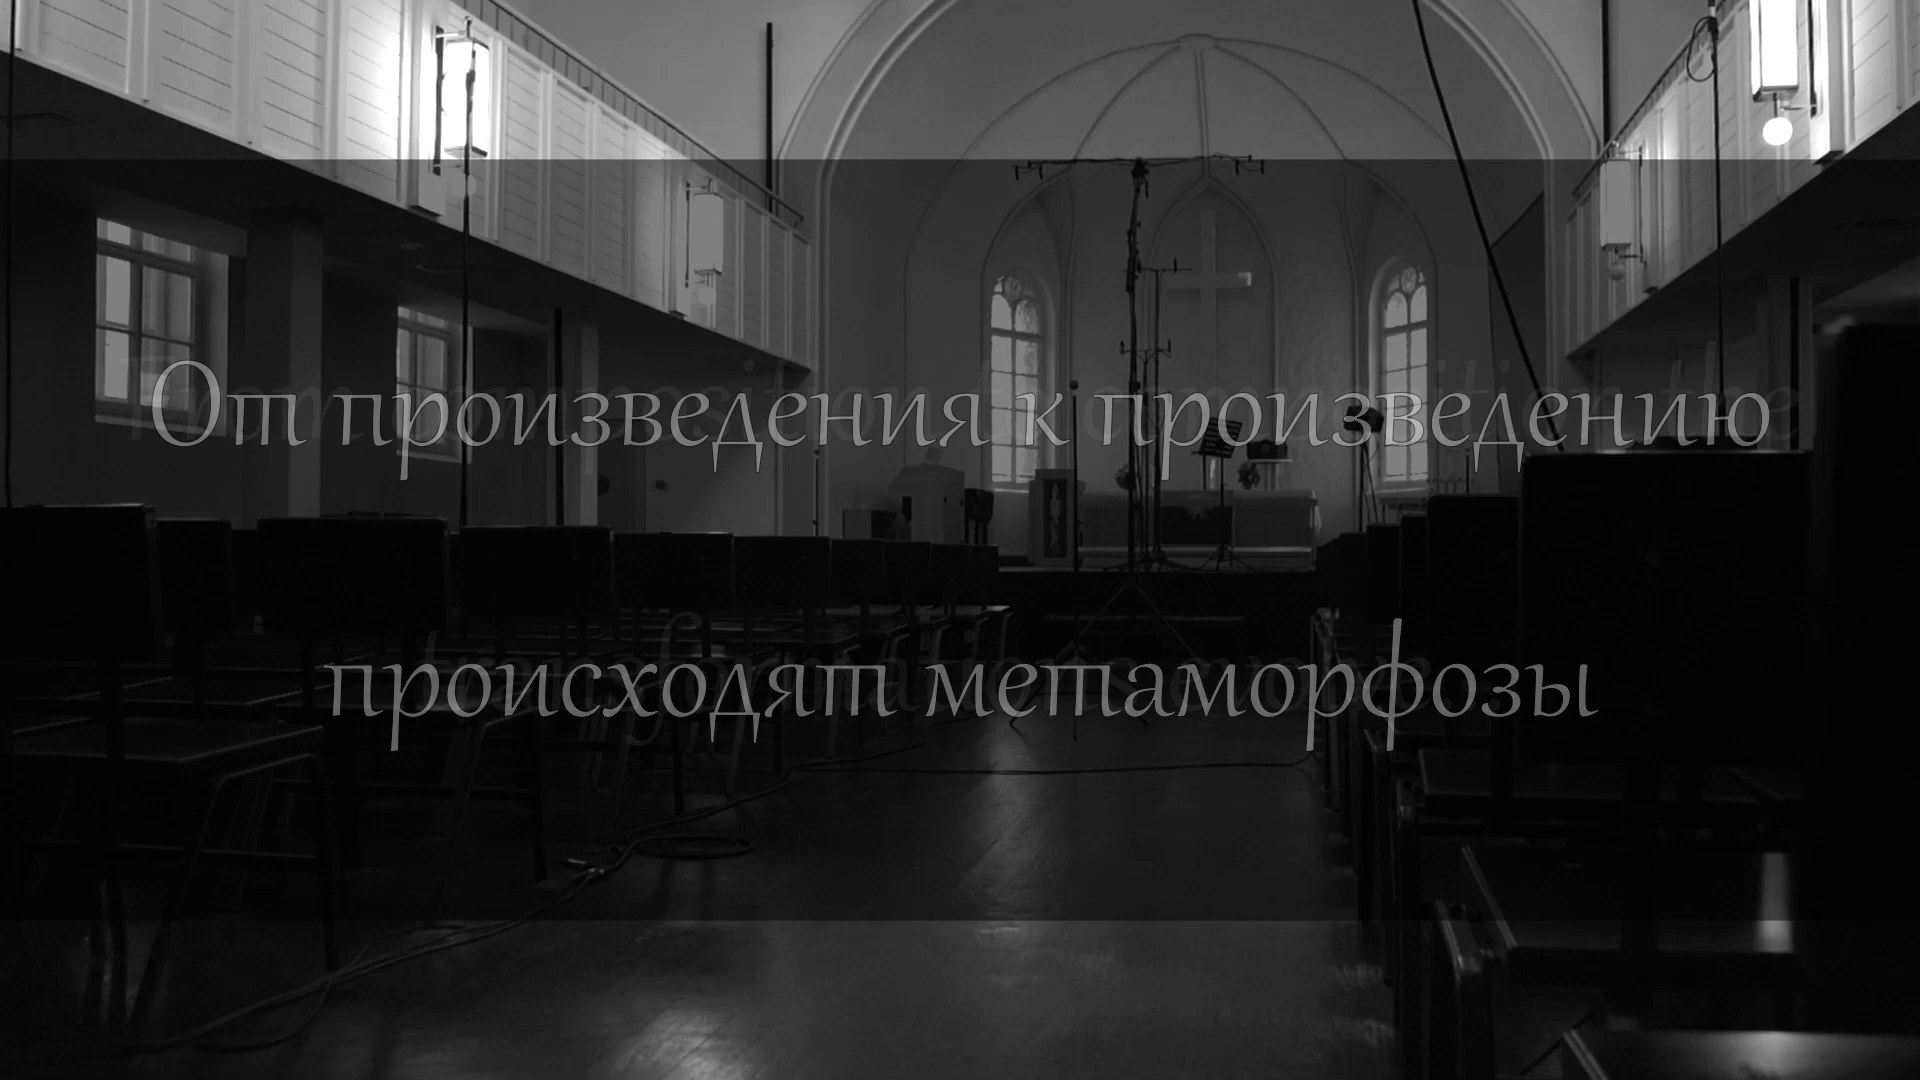 От произведения к произведению
происходят метаморфозы